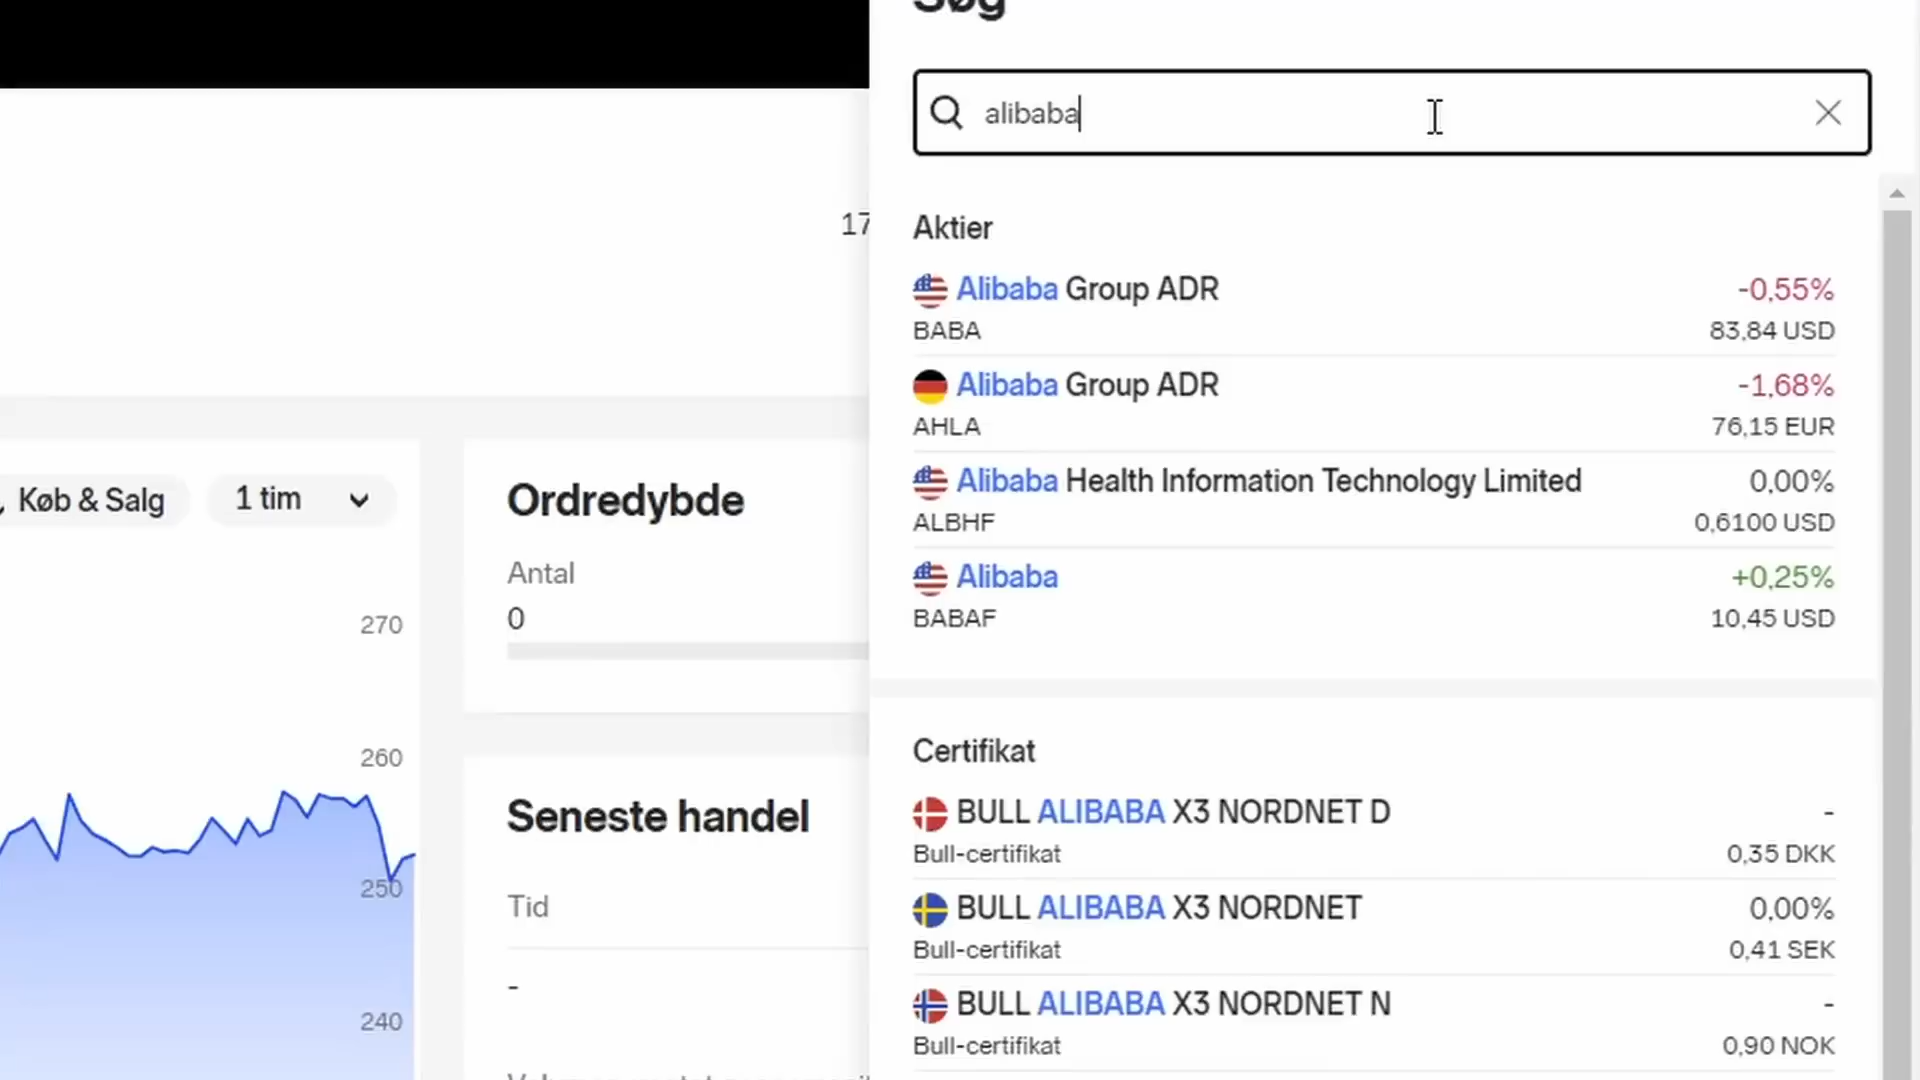 Søg
alibaba
17
Aktier
Alibaba Group ADR
-0,55%
BABA
83,84 USD
Alibaba Group ADR
-1,68%
AHLA
76,15 EUR
Alibaba Health Information Technology Limited
0,00%
ALBHF
0,6100 USD
Alibaba
+0,25%
BABAF
10,45 USD
Certifikat
BULL ALIBABA X3 NORDNET D
-
Bull-certifikat
0,35 DKK
BULL ALIBABA X3 NORDNET
0,00%
Bull-certifikat
0,41 SEK
BULL ALIBABA X3 NORDNET N
-
Bull-certifikat
0,90 NOK
Køb & Salg
1 tim
270
260
250
240
Ordredybde
Antal
0
Seneste handel
Tid
-